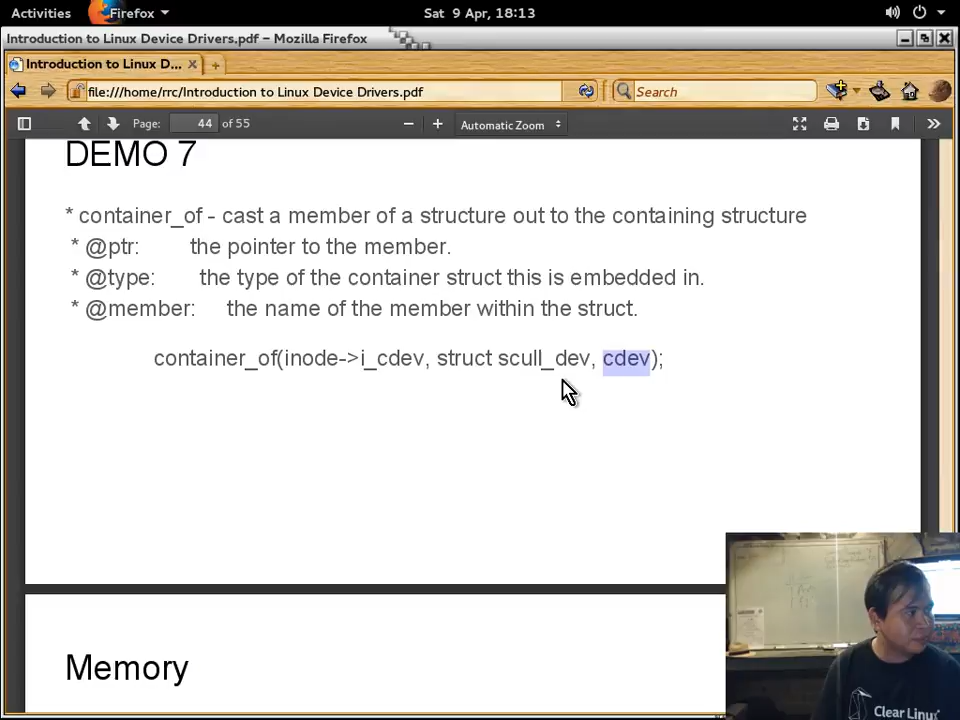 Activities Firefox Sat 9 Apr, 18:13
Introduction to Linux Device Drivers.pdf – Mozilla Firefox
Introduction to Linux D...
file:///home/rrc/Introduction to Linux Device Drivers.pdf Search
Page: 44 of 55 Automatic Zoom
DEMO 7
* container_of - cast a member of a structure out to the containing structure
* @ptr: the pointer to the member.
* @type: the type of the container struct this is embedded in.
* @member: the name of the member within the struct.
container_of(inode->i_cdev, struct scull_dev, cdev);
Memory
Clear Linux